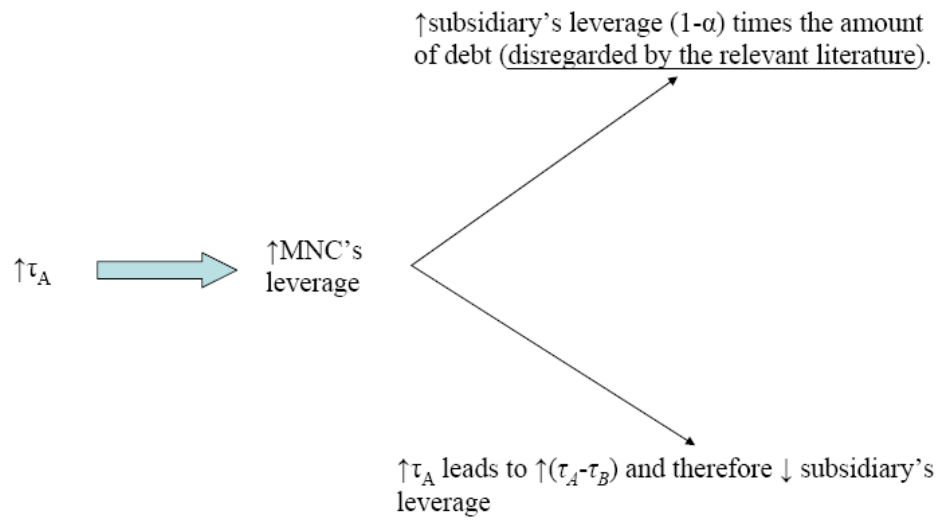 ↑subsidiary's leverage (1-α) times the amount
of debt (disregarded by the relevant literature).
↑τA
↑MNC's
leverage
↑τA leads to ↑(τA-τB) and therefore ↓ subsidiary's
leverage